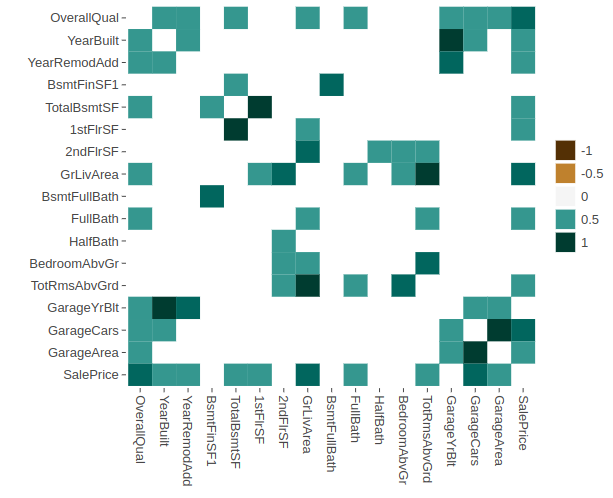 OverallQual
YearBuilt
YearRemodAdd
BsmtFinSF1
TotalBsmtSF
1stFlrSF
2ndFlrSF
GrLivArea
BsmtFullBath
FullBath
HalfBath
BedroomAbvGr
TotRmsAbvGrd
GarageYrBlt
GarageCars
GarageArea
SalePrice
-1
-0.5
0
0.5
1
OverallQual
YearBuilt
YearRemodAdd
BsmtFinSF1
TotalBsmtSF
1stFlrSF
2ndFlrSF
GrLivArea
BsmtFullBath
FullBath
HalfBath
BedroomAbvGr
TotRmsAbvGrd
GarageYrBlt
GarageCars
GarageArea
SalePrice